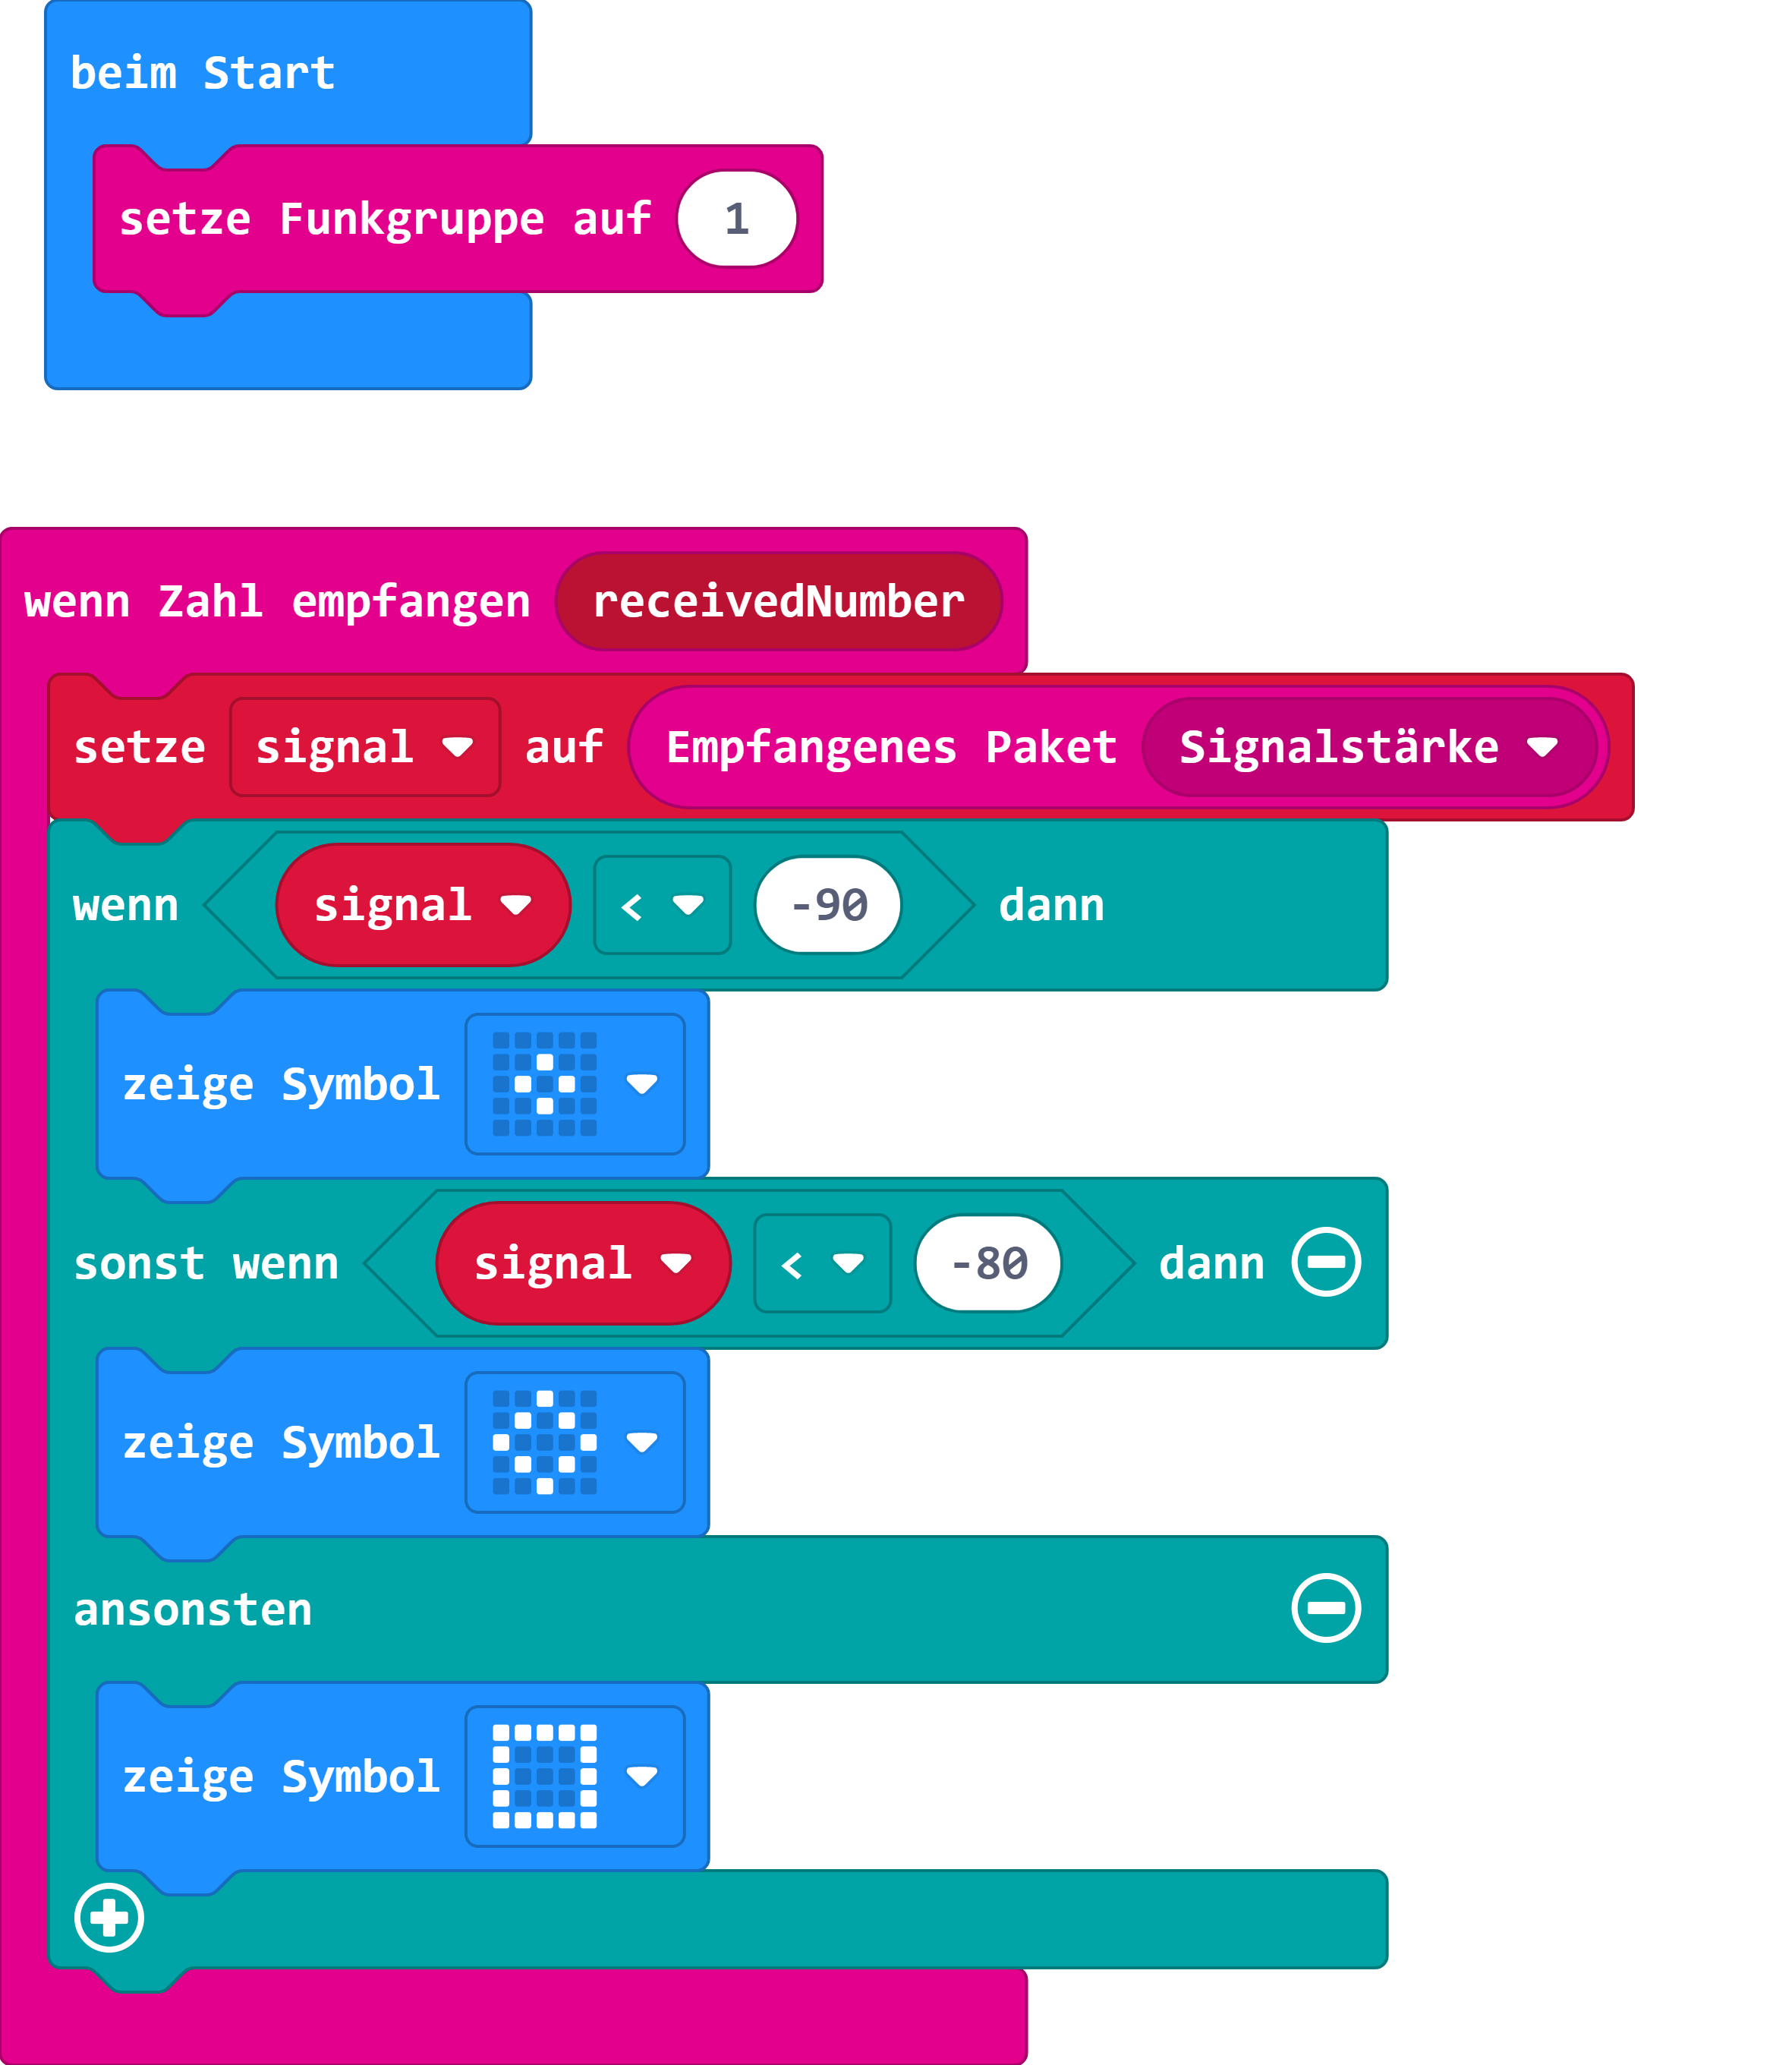 beim Start
setze Funkgruppe auf 1
wenn Zahl empfangen receivedNumber
setze signal auf Empfangenes Paket Signalstärke
wenn signal < -90 dann
zeige Symbol
sonst wenn signal < -80 dann
zeige Symbol
ansonsten
zeige Symbol